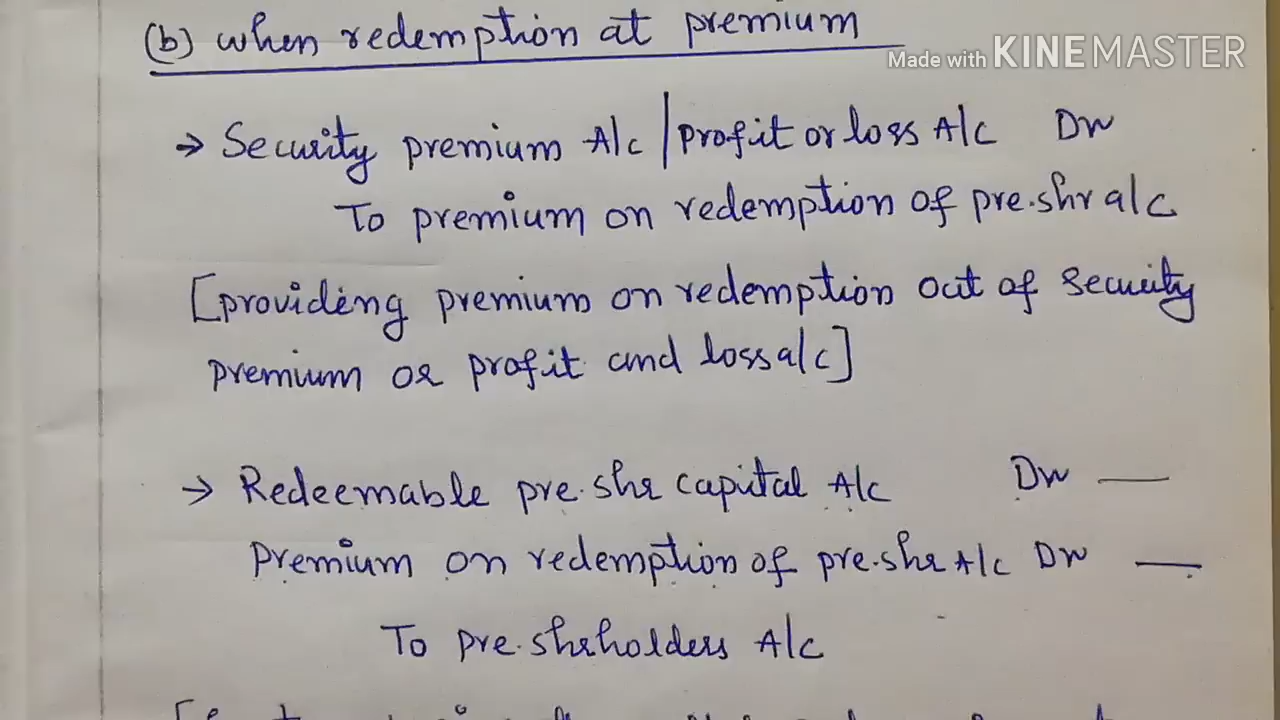 (b) when redemption at premium
Made with KINEMASTER
→ Security premium A/c | profit or loss A/c Dr
To premium on redemption of pre.shr a/c
[providing premium on redemption out of security
premium or profit and loss a/c]
→ Redeemable pre.shr capital A/c Dr —
Premium on redemption of pre.shr A/c Dr —
To pre.shrholders A/c